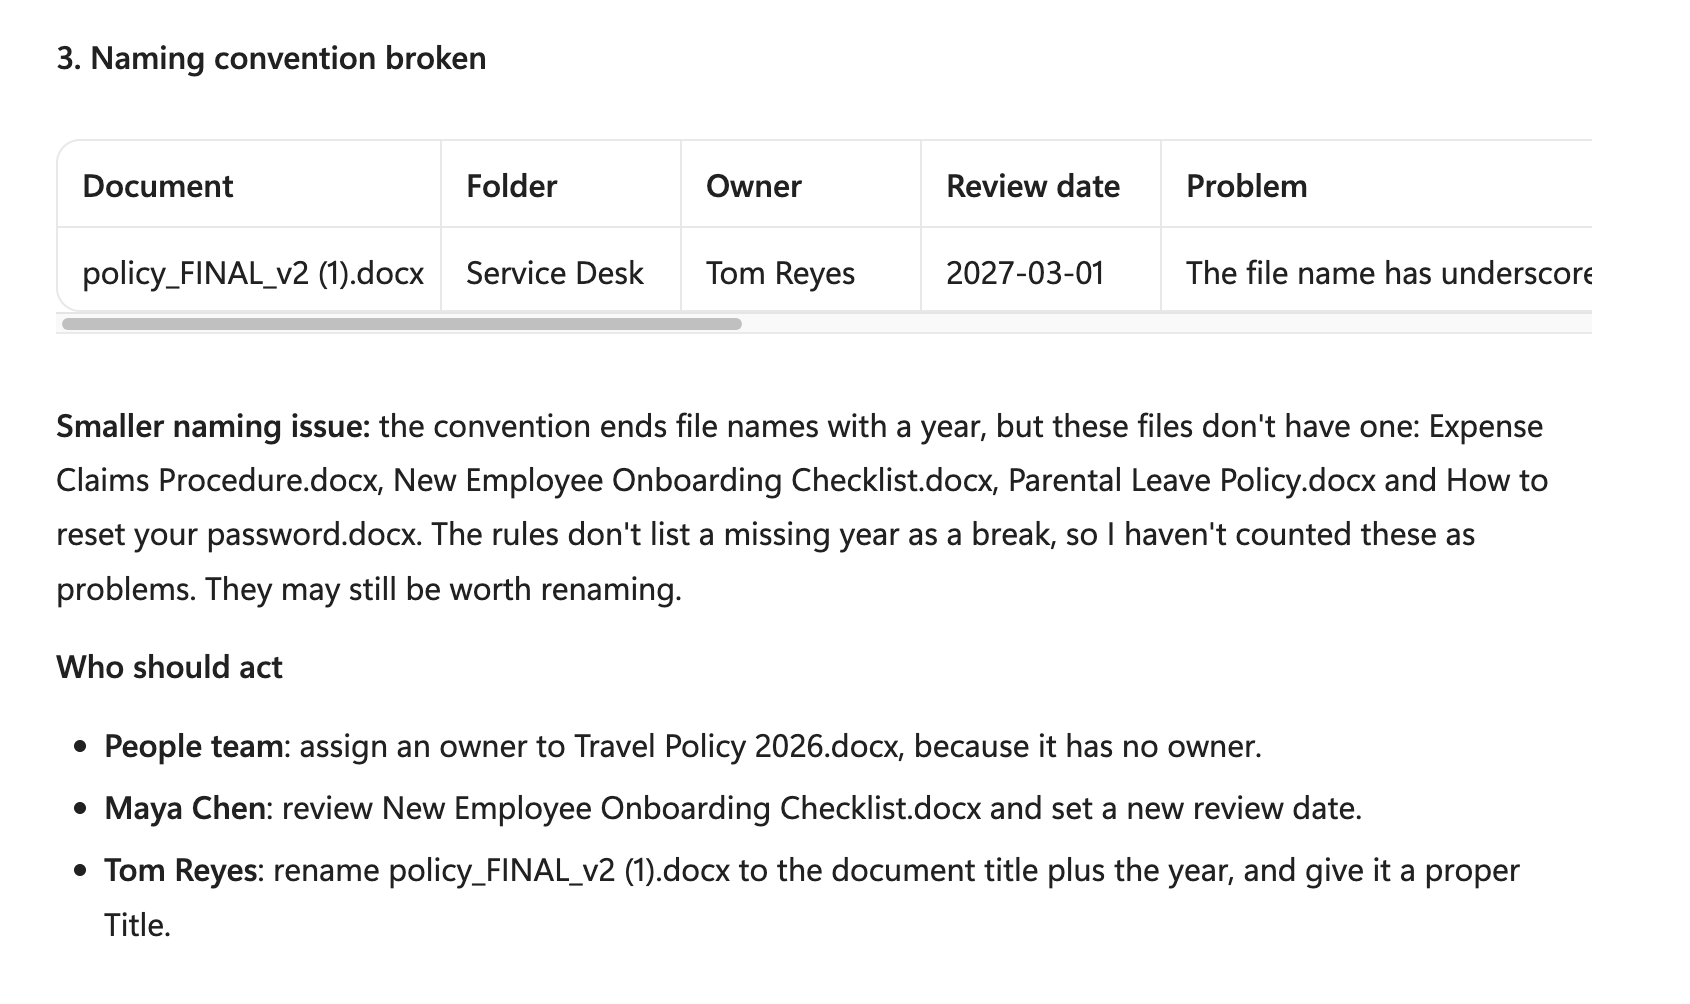 3. Naming convention broken
Document Folder Owner Review date Problem
policy_FINAL_v2 (1).docx Service Desk Tom Reyes 2027-03-01 The file name has underscore
Smaller naming issue: the convention ends file names with a year, but these files don't have one: Expense
Claims Procedure.docx, New Employee Onboarding Checklist.docx, Parental Leave Policy.docx and How to
reset your password.docx. The rules don't list a missing year as a break, so I haven't counted these as
problems. They may still be worth renaming.
Who should act
• People team: assign an owner to Travel Policy 2026.docx, because it has no owner.
• Maya Chen: review New Employee Onboarding Checklist.docx and set a new review date.
• Tom Reyes: rename policy_FINAL_v2 (1).docx to the document title plus the year, and give it a proper
Title.